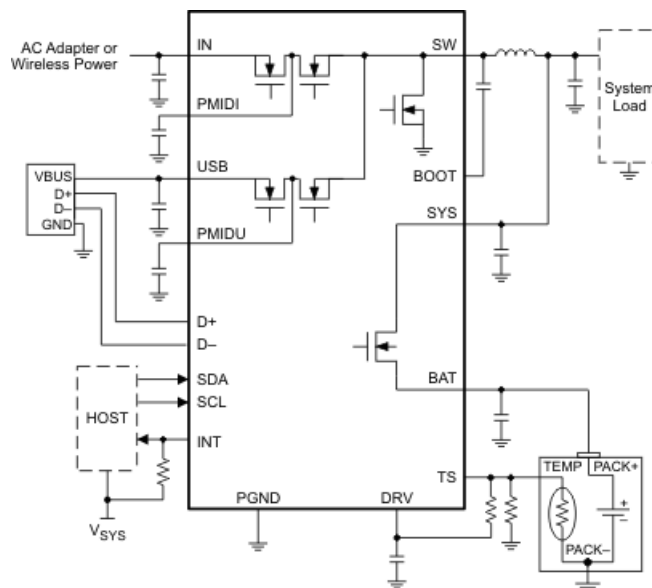 AC Adapter or
Wireless Power
IN
SW
System
Load
PMIDI
BOOT
VBUS
D+
D–
GND
USB
SYS
PMIDU
D+
D–
BAT
HOST
SDA
SCL
INT
TS
TEMP PACK+
+
–
PACK–
PGND
DRV
VSYS